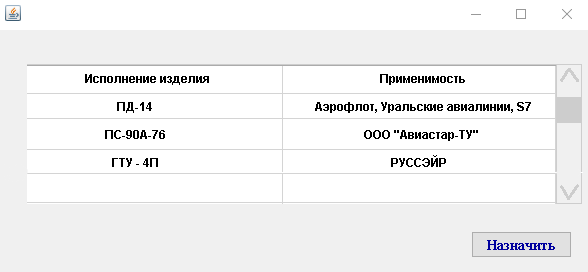 Исполнение изделия Применимость
ПД-14 Аэрофлот, Уральские авиалинии, S7
ПС-90А-76 ООО "Авиастар-ТУ"
ГТУ - 4П РУССЭЙР
Назначить